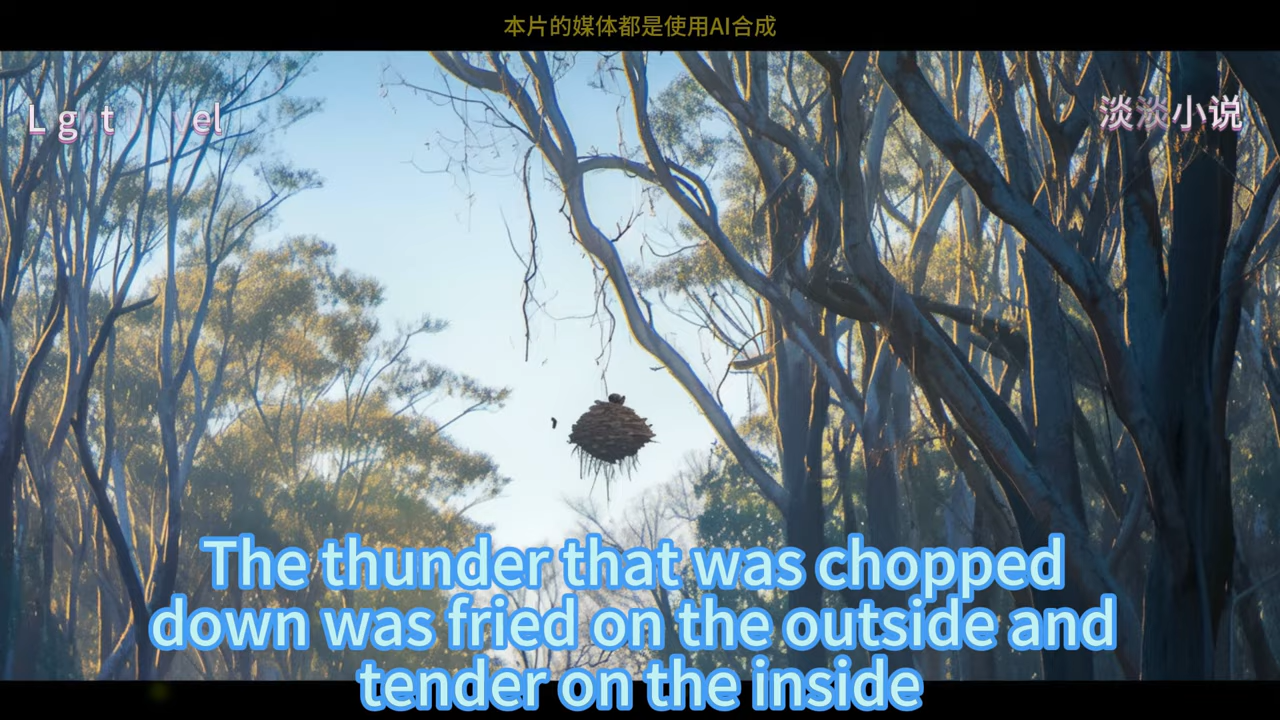 本片的媒体都是使用AI合成
L g t vel
淡淡小说
The thunder that was chopped
down was fried on the outside and
tender on the inside